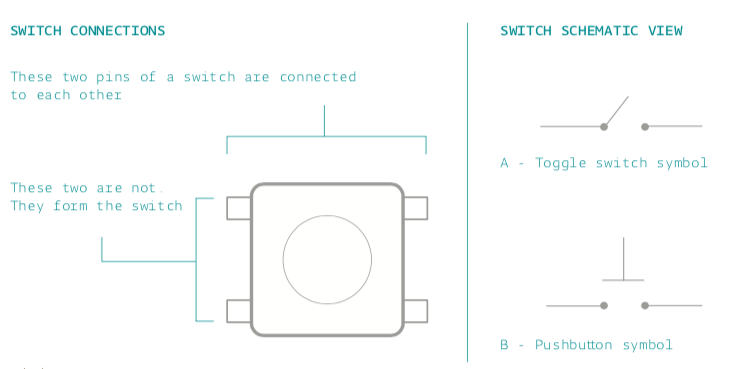 SWITCH CONNECTIONS
These two pins of a switch are connected
to each other
These two are not.
They form the switch
SWITCH SCHEMATIC VIEW
A - Toggle switch symbol
B - Pushbutton symbol